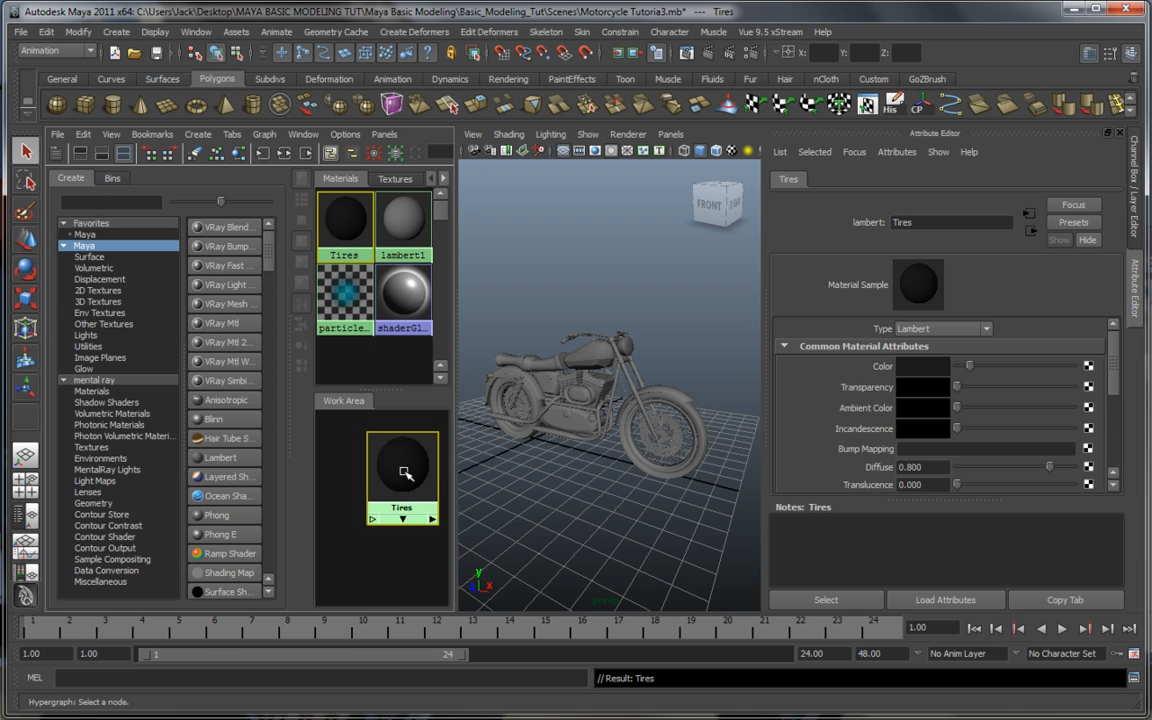 Autodesk Maya 2011 x64: C:\Users\Jack\Desktop\MAYA BASIC MODELING TUT\Maya Basic Modeling\Basic_Modeling_Tut\Scenes\Motorcycle Tutoria3.mb* --- Tires
File Edit Modify Create Display Window Assets Animate Geometry Cache Create Deformers Edit Deformers Skeleton Skin Constrain Character Muscle Vue 9.5 xStream Help
Animation X: Y: Z:
General Curves Surfaces Polygons Subdivs Deformation Animation Dynamics Rendering PaintEffects Toon Muscle Fluids Fur Hair nCloth Custom GoZBrush
His CP
File Edit View Bookmarks Create Tabs Graph Window Options Panels
View Shading Lighting Show Renderer Panels
Attribute Editor
List Selected Focus Attributes Show Help
Create Bins
Materials Textures
Tires
Favorites
Maya
Maya
Surface
Volumetric
Displacement
2D Textures
3D Textures
Env Textures
Other Textures
Lights
Utilities
Image Planes
Glow
mental ray
Materials
Shadow Shaders
Volumetric Materials
Photonic Materials
Photon Volumetric Materi...
Textures
Environments
MentalRay Lights
Light Maps
Lenses
Geometry
Contour Store
Contour Contrast
Contour Shader
Contour Output
Sample Compositing
Data Conversion
Miscellaneous
VRay Blend...
VRay Bump...
VRay Fast ...
VRay Light ...
VRay Mesh ...
VRay Mtl
VRay Mtl 2...
VRay Mtl W...
VRay Simbi...
Anisotropic
Blinn
Hair Tube S...
Lambert
Layered Sh...
Ocean Sha...
Phong
Phong E
Ramp Shader
Shading Map
Surface Sh...
Tires lambert1
particle... shaderGl...
Work Area
Tires
FRONT
y
x
persp
lambert: Tires
Focus
Presets
Show Hide
Material Sample
Type Lambert
Common Material Attributes
Color
Transparency
Ambient Color
Incandescence
Bump Mapping
Diffuse 0.800
Translucence 0.000
Notes: Tires
Select Load Attributes Copy Tab
Channel Box / Layer Editor
Attribute Editor
1 2 3 4 5 6 7 8 9 10 11 12 13 14 15 16 17 18 19 20 21 22 23 24 1.00
1.00 1.00 1 24 24.00 48.00 No Anim Layer No Character Set
MEL // Result: Tires
Hypergraph: Select a node.